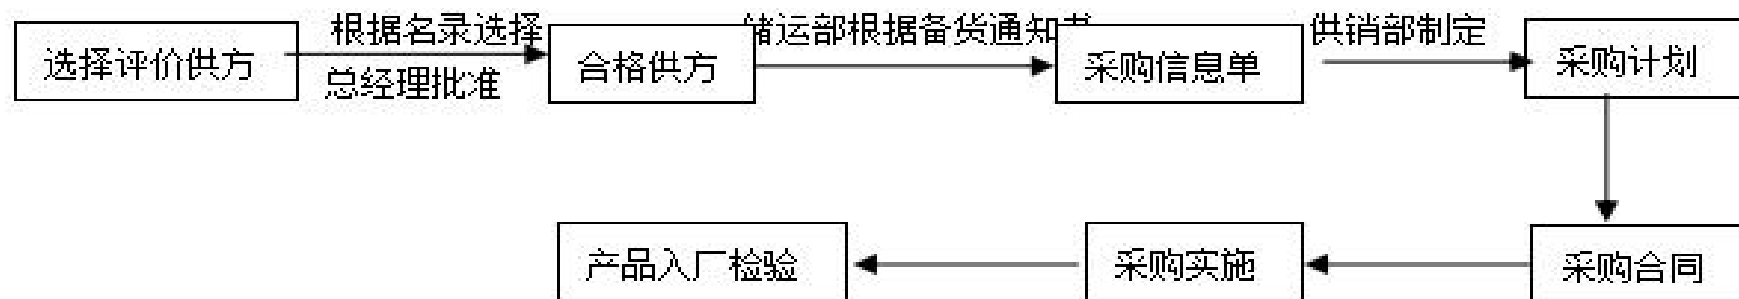 选择评价供方
根据名录选择
总经理批准
合格供方
储运部根据备货通知书
采购信息单
供销部制定
采购计划
采购合同
采购实施
产品入厂检验